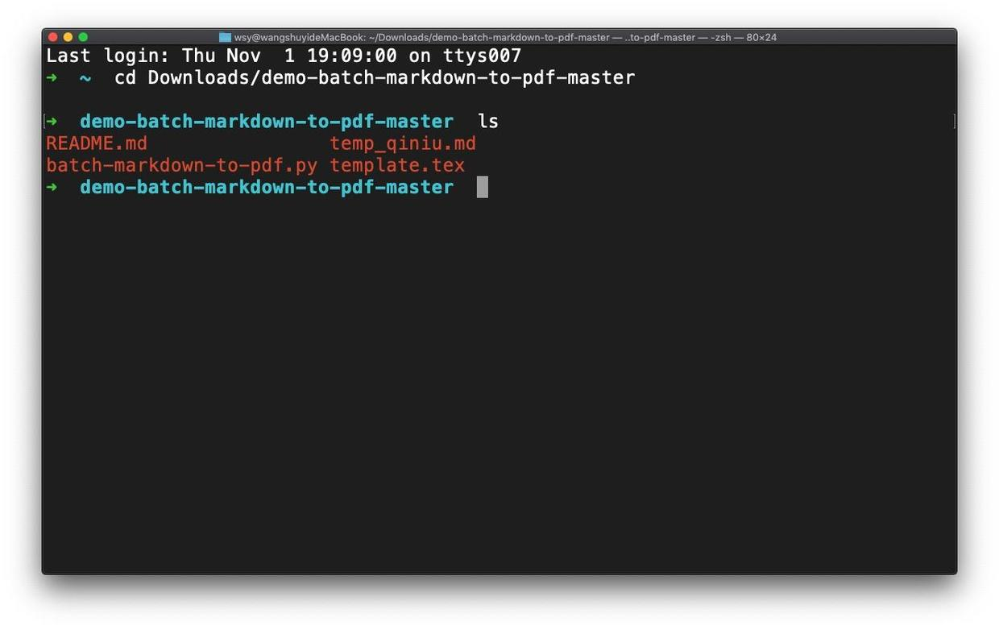 wsy@wangshuyideMacBook: ~/Downloads/demo-batch-markdown-to-pdf-master — ..to-pdf-master — -zsh — 80×24
Last login: Thu Nov  1 19:09:00 on ttys007
➜  ~  cd Downloads/demo-batch-markdown-to-pdf-master
[➜  demo-batch-markdown-to-pdf-master  ls ]
README.md                temp_qiniu.md
batch-markdown-to-pdf.py template.tex
➜  demo-batch-markdown-to-pdf-master